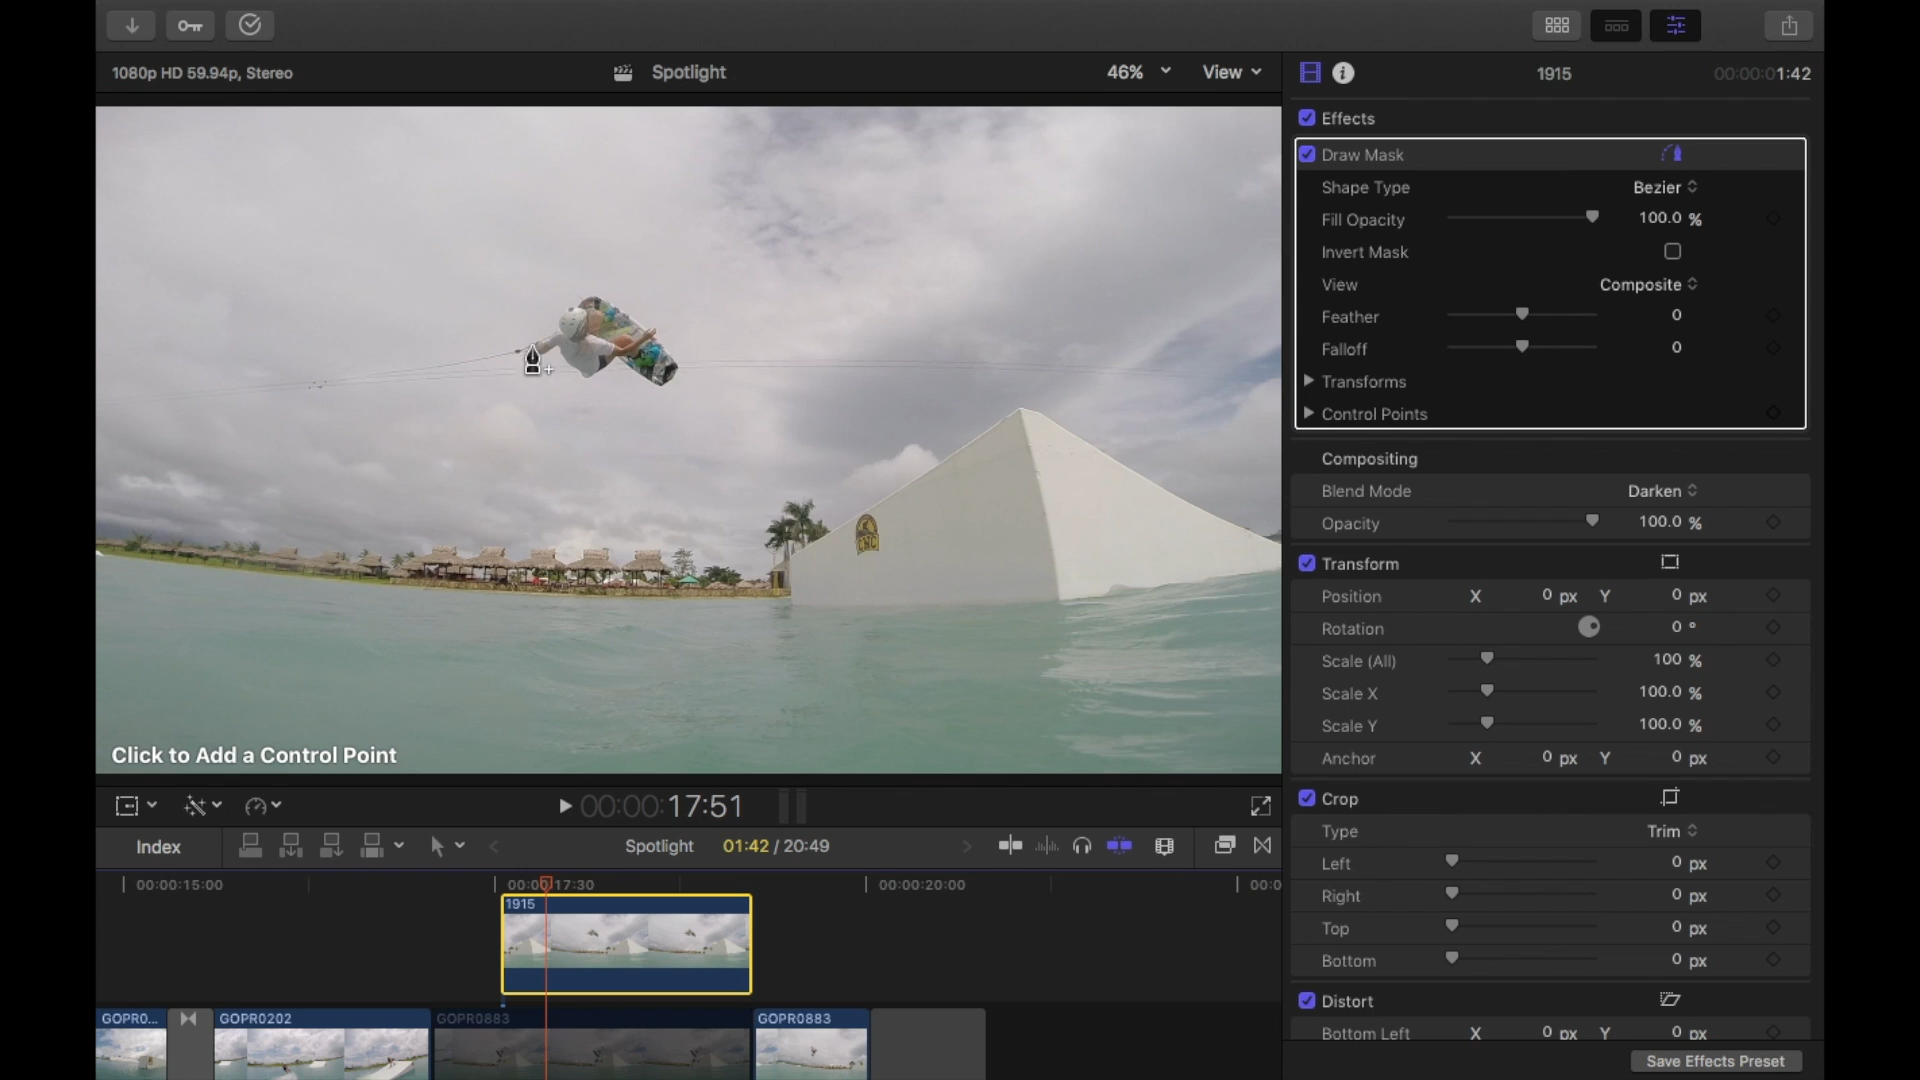 1080p HD 59.94p, Stereo
Spotlight
46%
View
1915
00:00:01:42
Effects
Draw Mask
Shape Type
Bezier
Fill Opacity
100.0 %
Invert Mask
View
Composite
Feather
0
Falloff
0
Transforms
Control Points
Compositing
Blend Mode
Darken
Opacity
100.0 %
Transform
Position
X 0 px Y 0 px
Rotation
0 °
Scale (All)
100 %
Scale X
100.0 %
Scale Y
100.0 %
Anchor
X 0 px Y 0 px
Crop
Type
Trim
Left
0 px
Right
0 px
Top
0 px
Bottom
0 px
Distort
Bottom Left
X 0 px Y 0 px
Save Effects Preset
CWC
Click to Add a Control Point
00:00:17:51
Index
Spotlight
01:42 / 20:49
00:00:15:00
00:00:17:30
00:00:20:00
00:0
1915
GOPR0...
GOPR0202
GOPR0883
GOPR0883